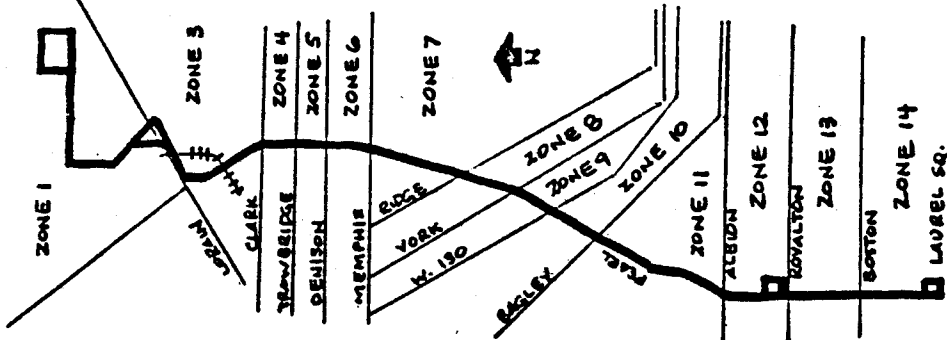 ZONE 1
ZONE 3
LORAIN
CLARK
ZONE 4
TROWBRIDGE
ZONE 5
DENISON
ZONE 6
MEMPHIS
ZONE 7
N
RIDGE
ZONE 8
YORK
ZONE 9
W. 130
ZONE 10
BAGLEY
PEARL
ZONE 11
ALBION
ZONE 12
ROYALTON
ZONE 13
BOSTON
ZONE 14
LAUREL SQ.